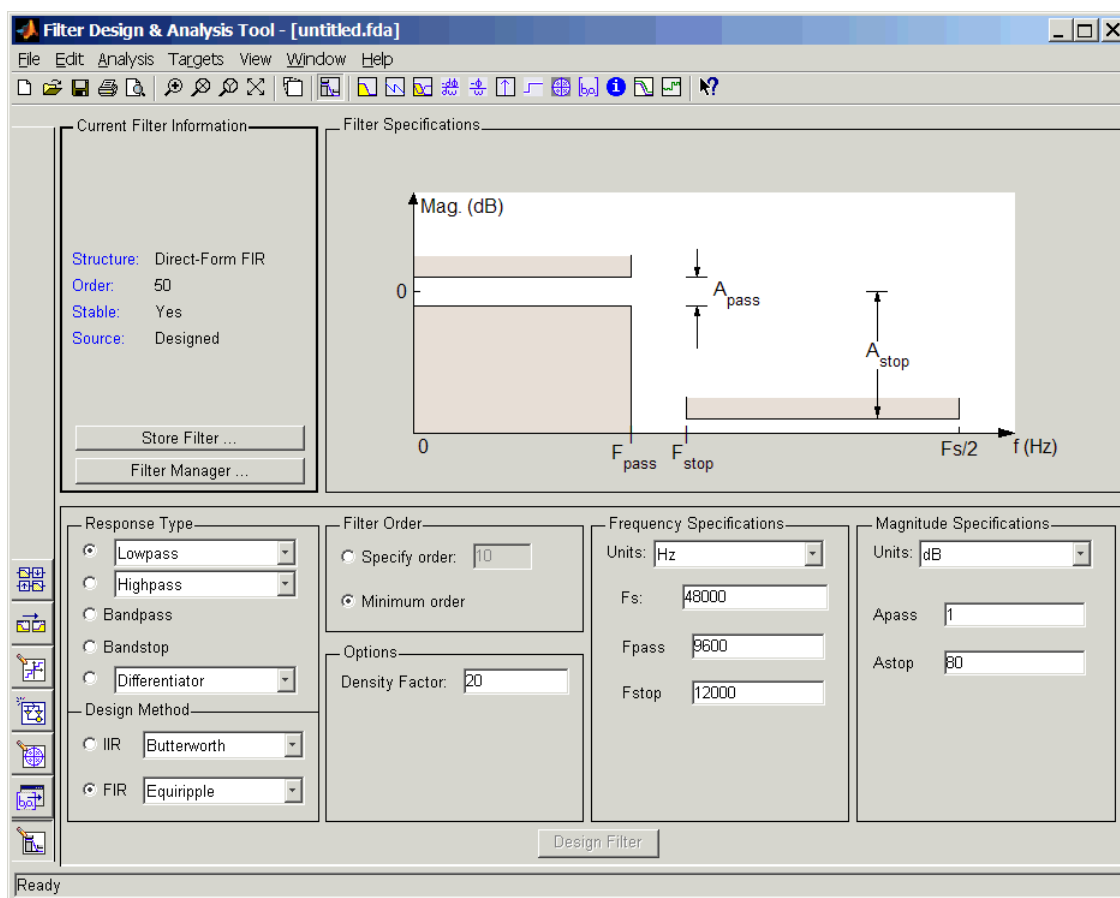 Filter Design & Analysis Tool - [untitled.fda]
File Edit Analysis Targets View Window Help
Current Filter Information
Structure: Direct-Form FIR
Order: 50
Stable: Yes
Source: Designed
Store Filter ...
Filter Manager ...
Filter Specifications
Mag. (dB)
0
A pass
A stop
0
F pass
F stop
Fs/2
f (Hz)
Response Type
Lowpass
Highpass
Bandpass
Bandstop
Differentiator
Design Method
IIR Butterworth
FIR Equiripple
Filter Order
Specify order: 10
Minimum order
Options
Density Factor: 20
Frequency Specifications
Units: Hz
Fs: 48000
Fpass 9600
Fstop 12000
Magnitude Specifications
Units: dB
Apass 1
Astop 80
Design Filter
Ready